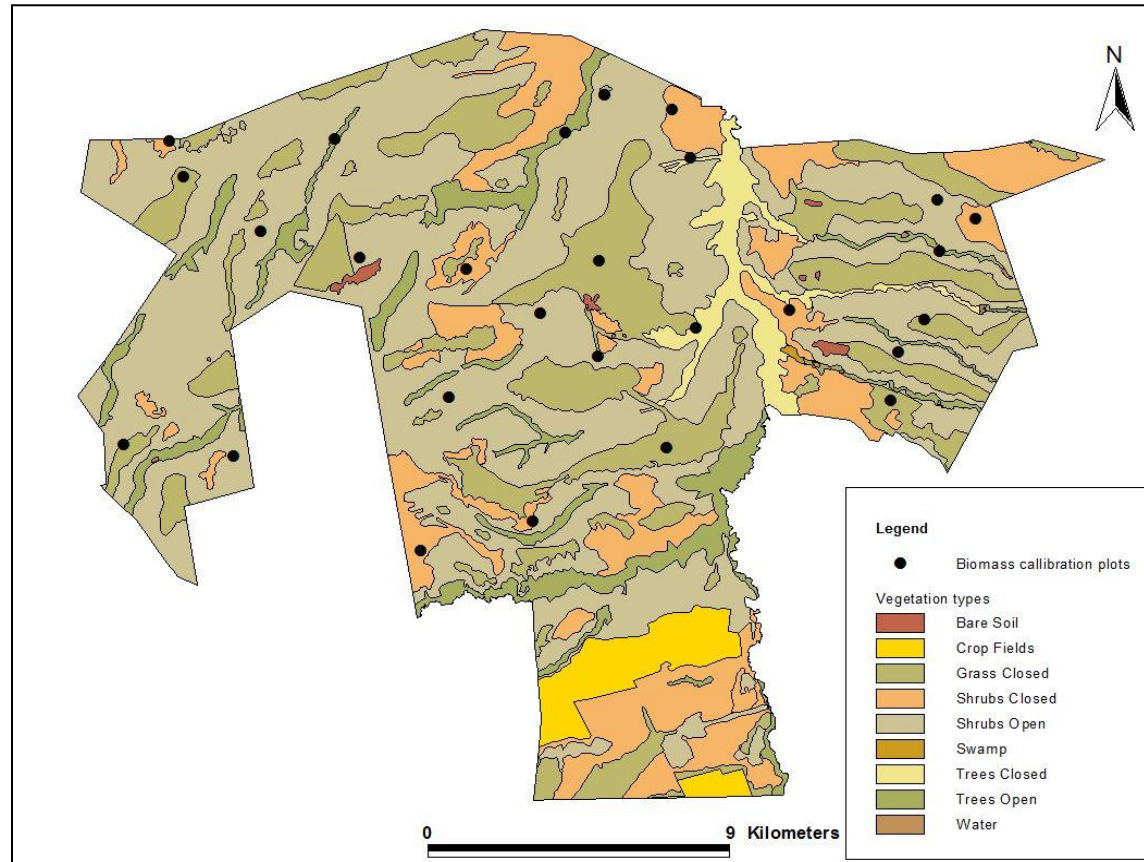 N
Legend
Biomass callibration plots
Vegetation types
Bare Soil
Crop Fields
Grass Closed
Shrubs Closed
Shrubs Open
Swamp
Trees Closed
Trees Open
Water
0 9 Kilometers